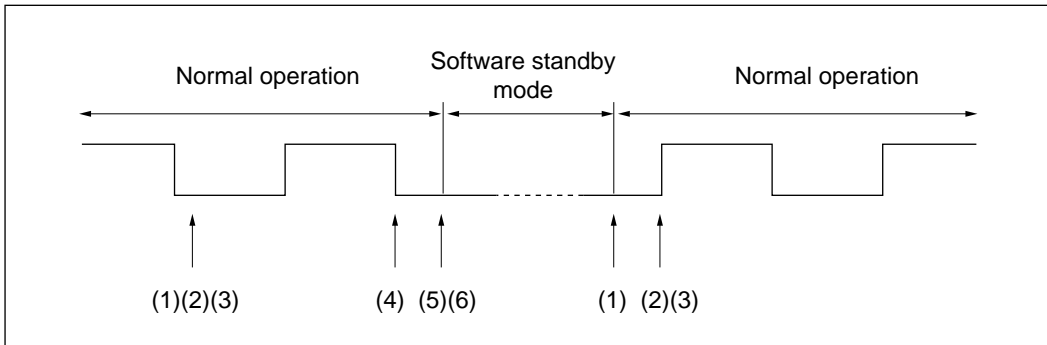 Normal operation
Software standby
mode
Normal operation
(1)(2)(3)
(4)
(5)(6)
(1)
(2)(3)